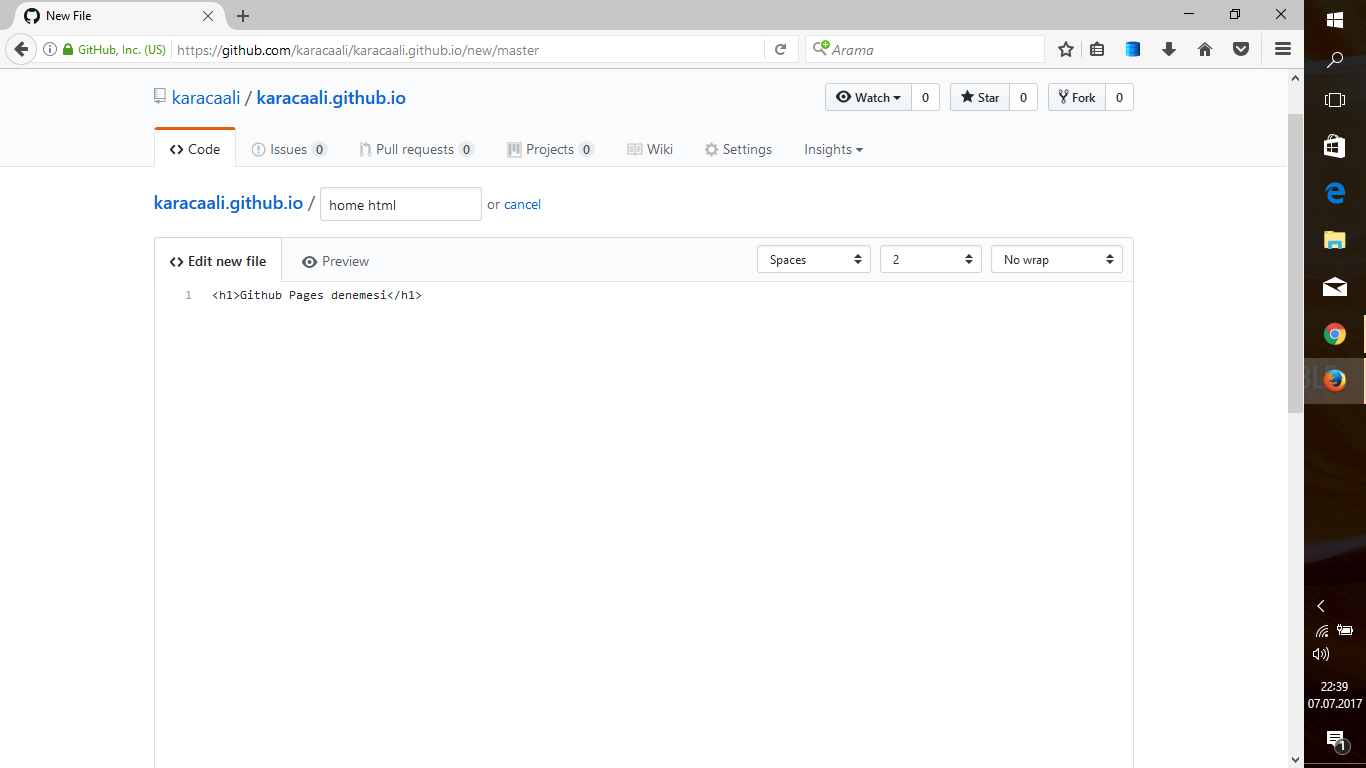 New File
GitHub, Inc. (US) https://github.com/karacaali/karacaali.github.io/new/master Arama
karacaali / karacaali.github.io Watch 0 Star 0 Fork 0
Code Issues 0 Pull requests 0 Projects 0 Wiki Settings Insights
karacaali.github.io / home html or cancel
Edit new file Preview Spaces 2 No wrap
1 <h1>Github Pages denemesi</h1>
22:39
07.07.2017
1